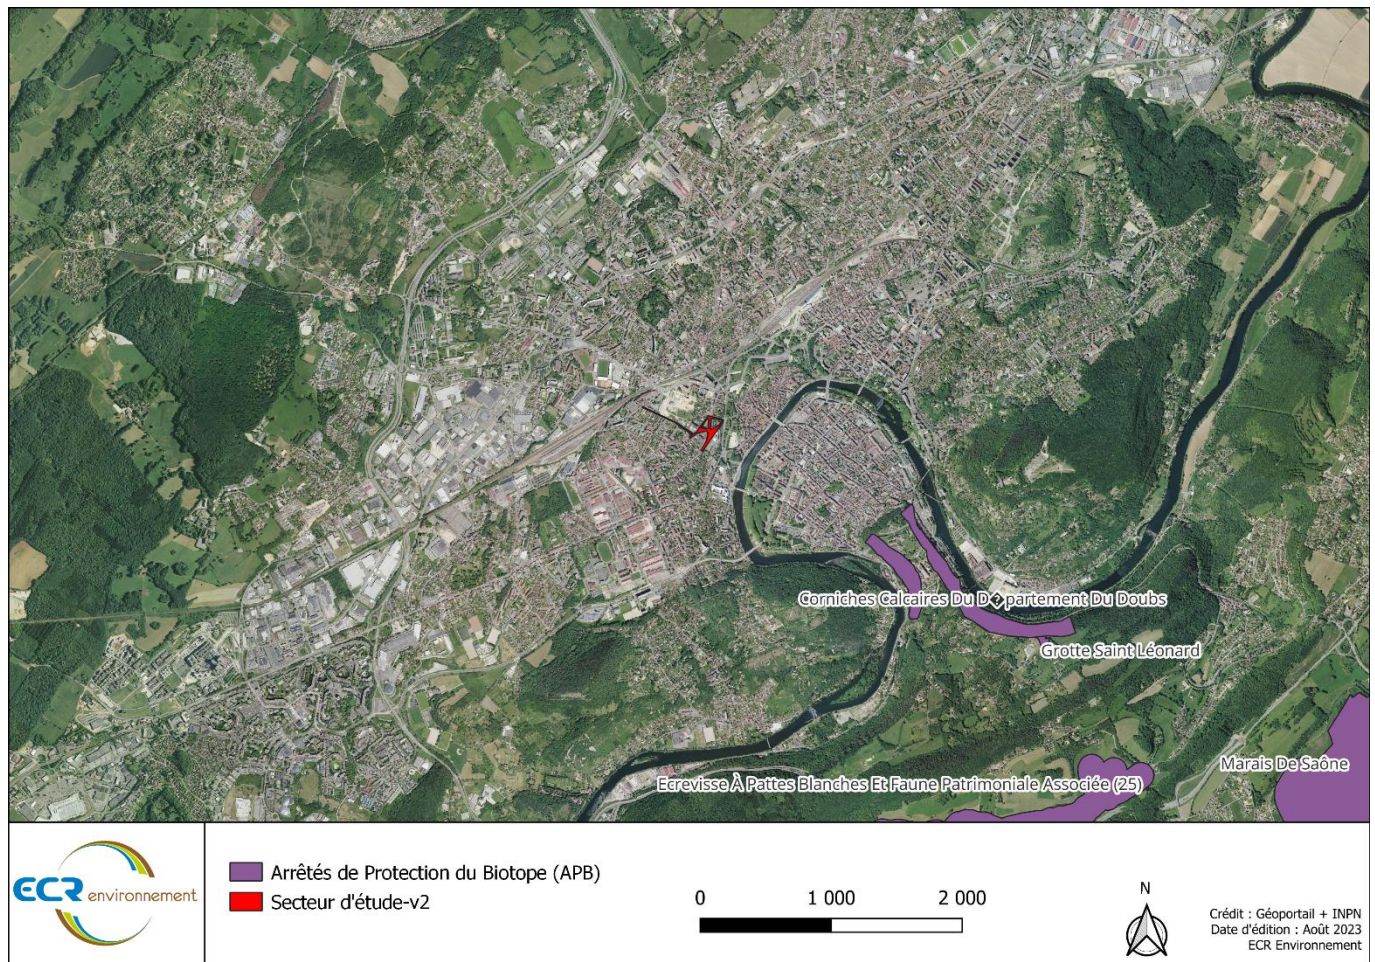 Corniches Calcaires Du D�partement Du Doubs
Grotte Saint Léonard
Marais De Saône
Ecrevisse À Pattes Blanches Et Faune Patrimoniale Associée (25)
ECR environnement
Arrêtés de Protection du Biotope (APB)
Secteur d'étude-v2
0 1 000 2 000
N
Crédit : Géoportail + INPN
Date d'édition : Août 2023
ECR Environnement